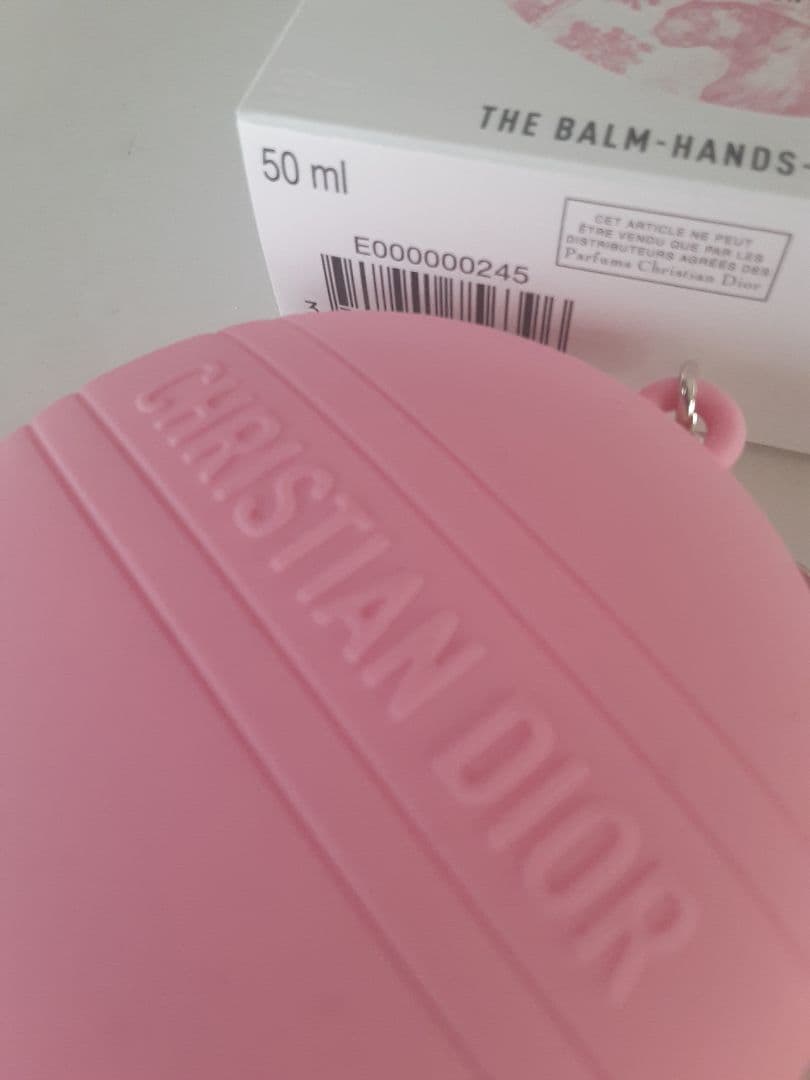 THE BALM-HANDS-
50 ml
CET ARTICLE NE PEUT
ÊTRE VENDU QUE PAR LES
DISTRIBUTEURS AGRÉÉS DES
Parfums Christian Dior
E000000245
3
CHRISTIAN DIOR